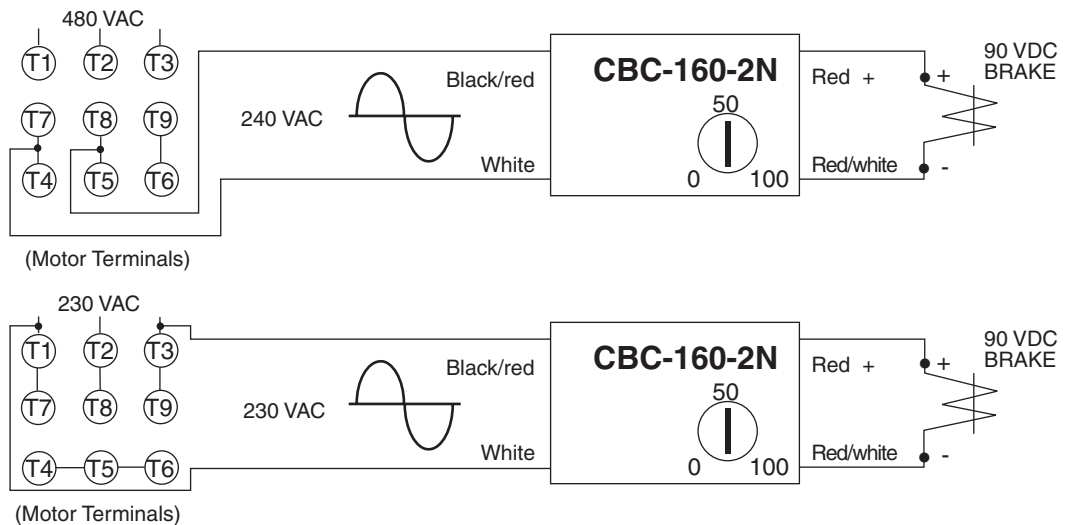 480 VAC
T1 T2 T3
T7 T8 T9
T4 T5 T6
(Motor Terminals)
240 VAC
Black/red
White
CBC-160-2N
50
0 100
Red +
Red/white -
+
90 VDC
BRAKE
230 VAC
T1 T2 T3
T7 T8 T9
T4 T5 T6
(Motor Terminals)
230 VAC
Black/red
White
CBC-160-2N
50
0 100
Red +
Red/white -
+
90 VDC
BRAKE